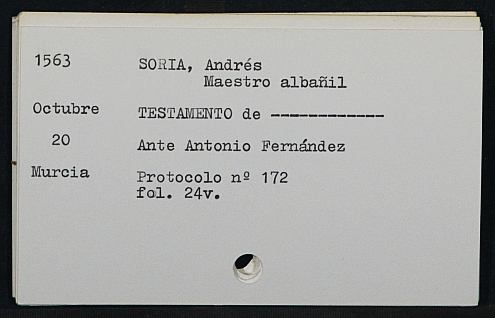 1563 SORIA, Andrés
Maestro albañil
Octubre TESTAMENTO de ------------
20 Ante Antonio Fernández
Murcia Protocolo nº 172
fol. 24v.